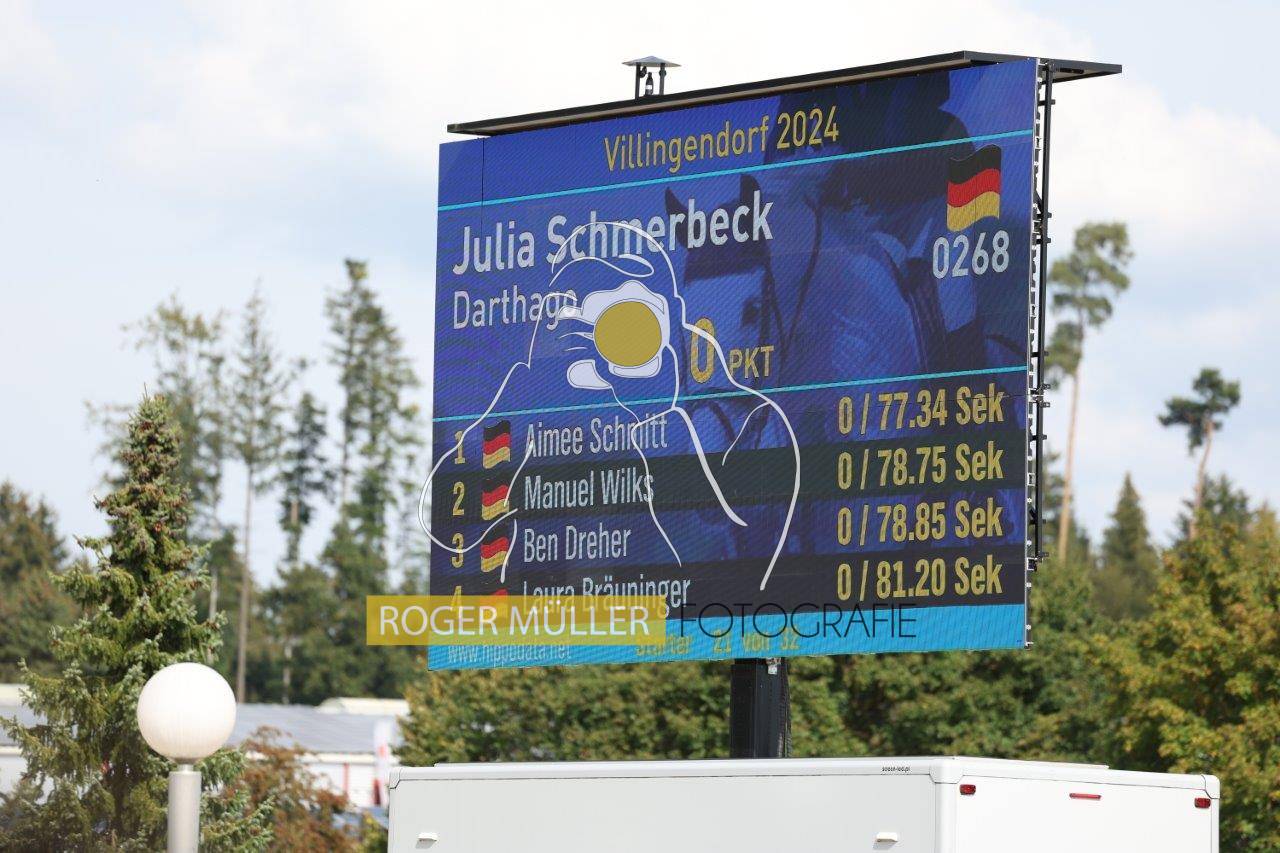 Villingendorf 2024
Julia Schmerbeck
0268
Darthago
0 PKT
1 Aimee Schmitt 0 / 77.34 Sek
2 Manuel Wilks 0 / 78.75 Sek
3 Ben Dreher 0 / 78.85 Sek
4 Laura Bräuninger 0 / 81.20 Sek
ROGER MÜLLER FOTOGRAFIE
www.hippodata.net Starter 21 von 32